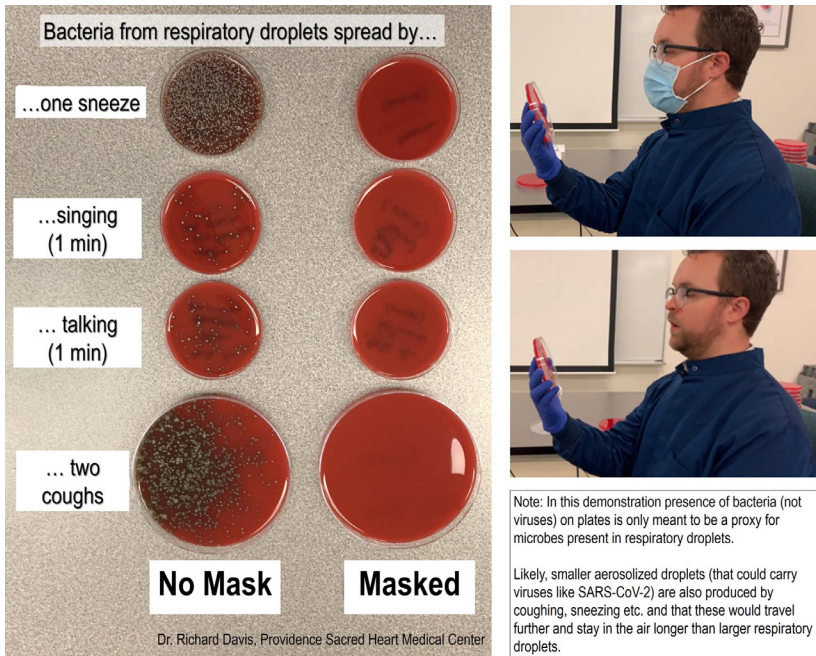 Bacteria from respiratory droplets spread by…
…one sneeze
…singing
(1 min)
… talking
(1 min)
… two
coughs
No Mask
Masked
Dr. Richard Davis, Providence Sacred Heart Medical Center
Note: In this demonstration presence of bacteria (not
viruses) on plates is only meant to be a proxy for
microbes present in respiratory droplets.
Likely, smaller aerosolized droplets (that could carry
viruses like SARS-CoV-2) are also produced by
coughing, sneezing etc. and that these would travel
further and stay in the air longer than larger respiratory
droplets.